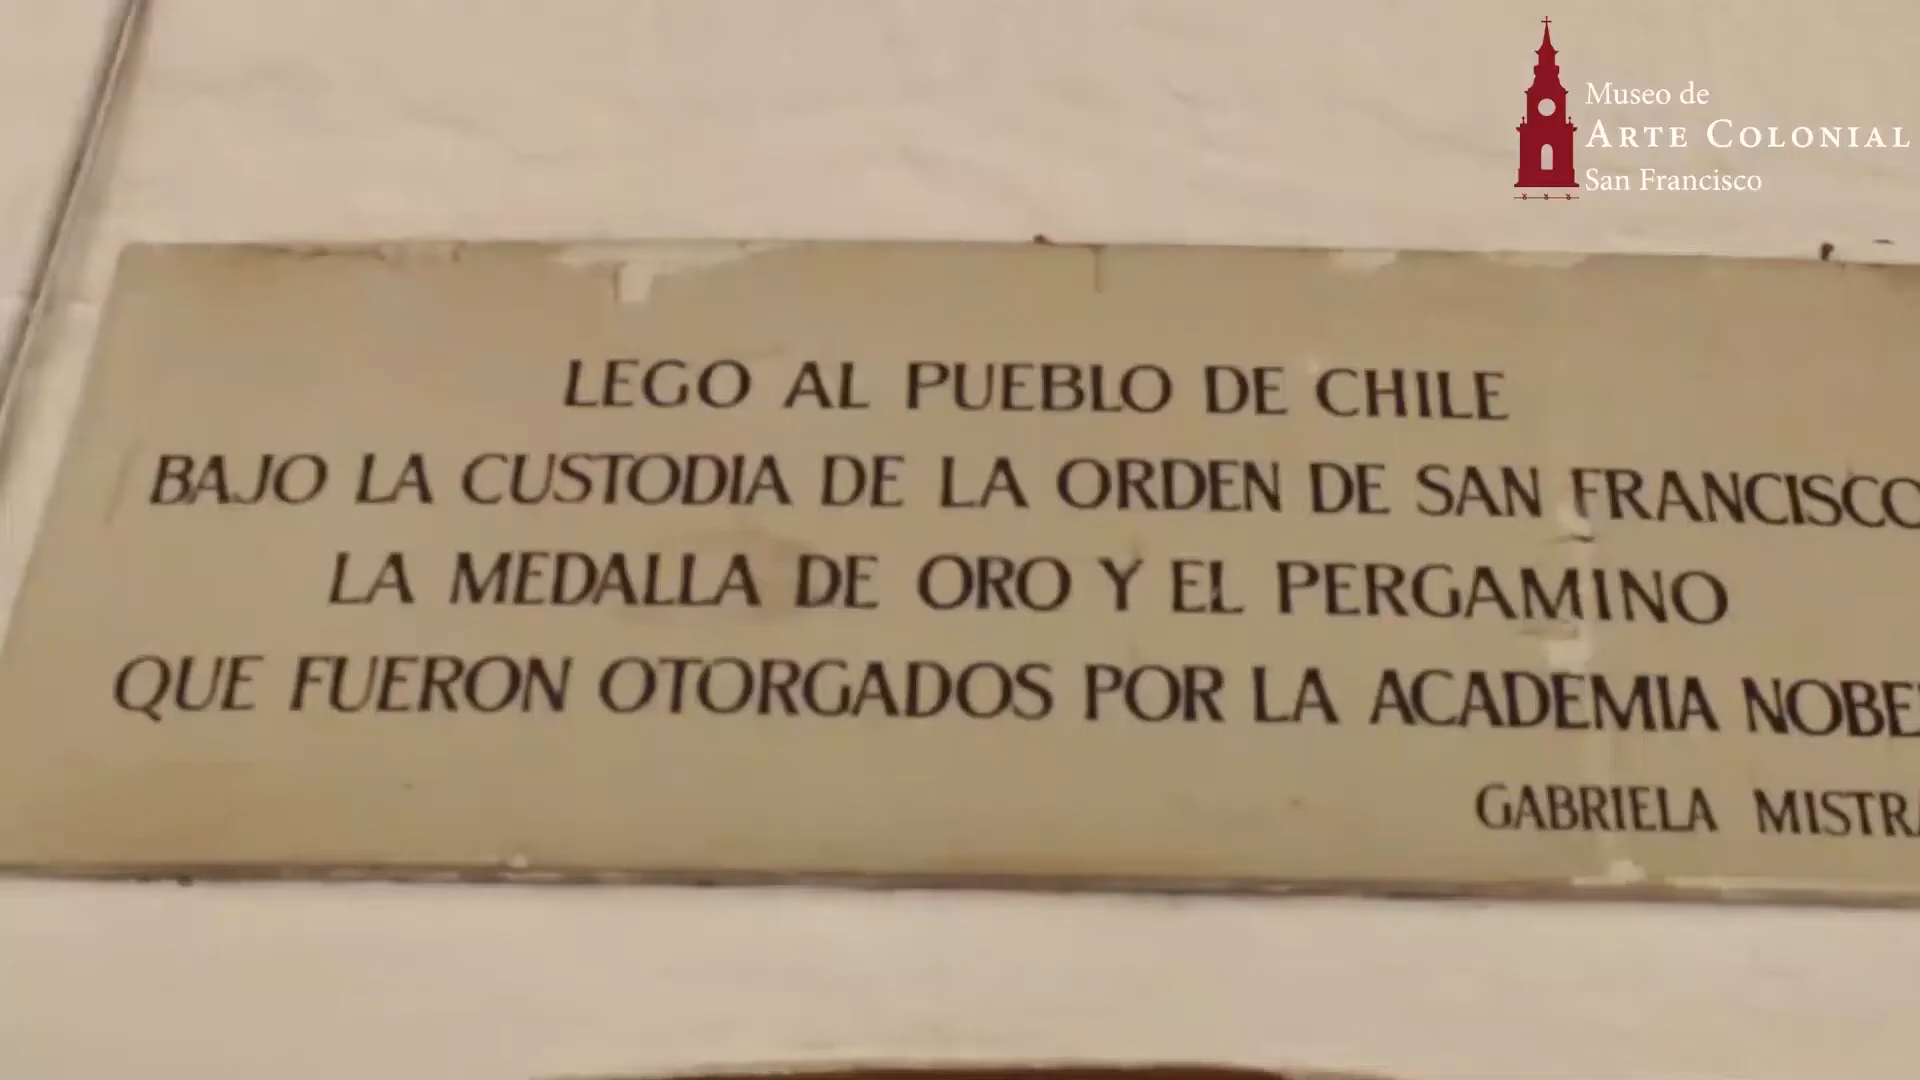 Museo de
ARTE COLONIAL
San Francisco
LEGO AL PUEBLO DE CHILE
BAJO LA CUSTODIA DE LA ORDEN DE SAN FRANCISCO
LA MEDALLA DE ORO Y EL PERGAMINO
QUE FUERON OTORGADOS POR LA ACADEMIA NOBE
GABRIELA MISTRA